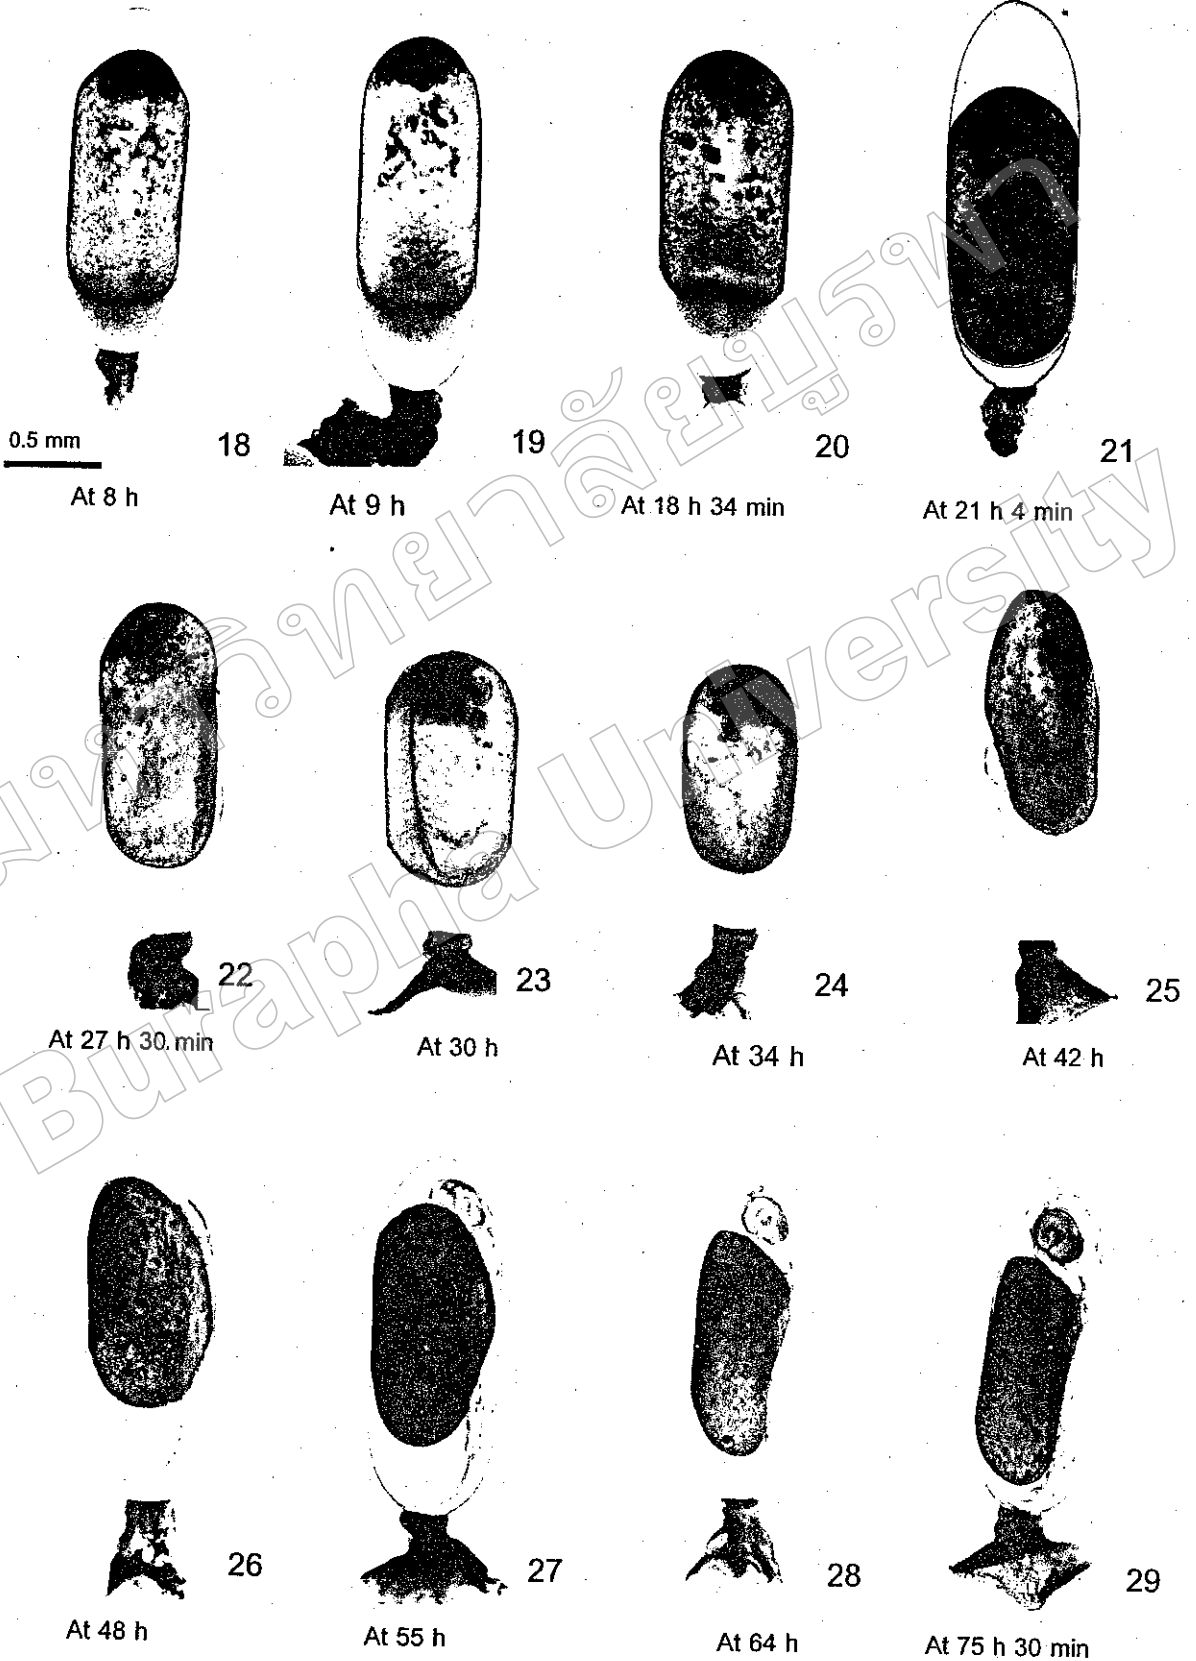 0.5 mm
18
19
20
21
At 8 h
At 9 h
At 18 h 34 min
At 21 h 4 min
22
23
24
25
At 27 h 30 min
At 30 h
At 34 h
At 42 h
26
27
28
29
At 48 h
At 55 h
At 64 h
At 75 h 30 min
มหาวิทยาลัยบูรพา
Burapha University